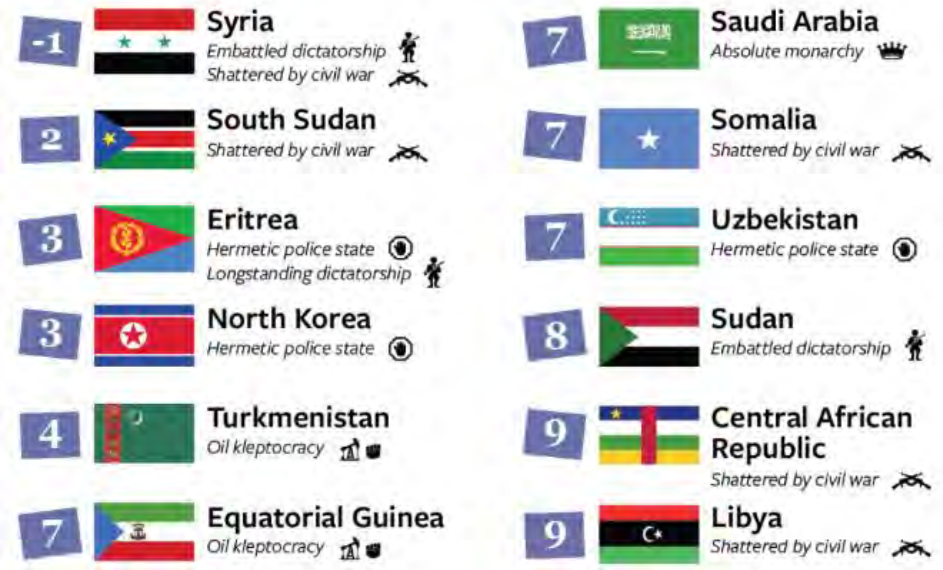 -1
Syria
Embattled dictatorship
Shattered by civil war
2
South Sudan
Shattered by civil war
3
Eritrea
Hermetic police state
Longstanding dictatorship
3
North Korea
Hermetic police state
4
Turkmenistan
Oil kleptocracy
7
Equatorial Guinea
Oil kleptocracy
7
Saudi Arabia
Absolute monarchy
7
Somalia
Shattered by civil war
7
Uzbekistan
Hermetic police state
8
Sudan
Embattled dictatorship
9
Central African
Republic
Shattered by civil war
9
Libya
Shattered by civil war